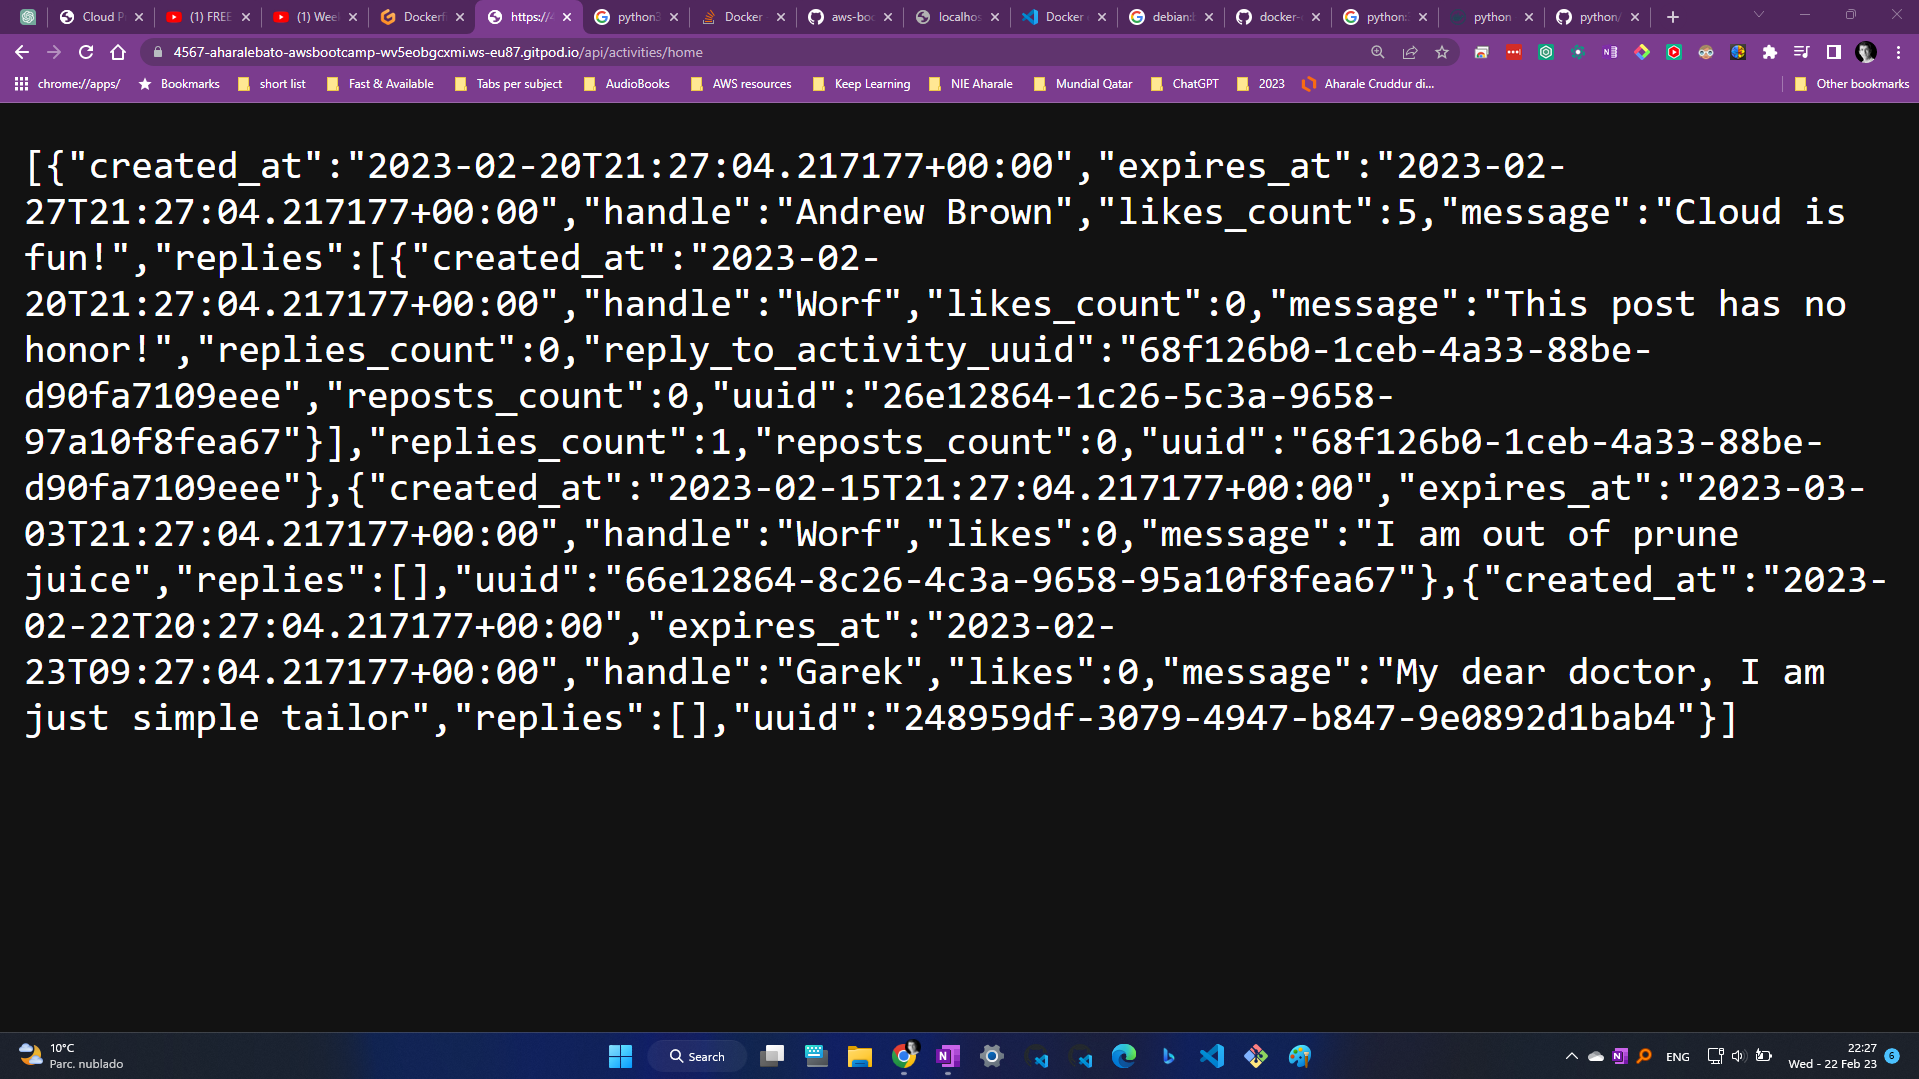 Cloud P
(1) FREE
(1) Wee
Dockerf
https://4
python3
Docker
aws-boo
localhos
Docker
debian:b
docker-
python:
python
python/
4567-aharalebato-awsbootcamp-wv5eobgcxmi.ws-eu87.gitpod.io/api/activities/home
chrome://apps/
Bookmarks
short list
Fast & Available
Tabs per subject
AudioBooks
AWS resources
Keep Learning
NIE Aharale
Mundial Qatar
ChatGPT
2023
Aharale Cruddur di...
Other bookmarks
[{"created_at":"2023-02-20T21:27:04.217177+00:00","expires_at":"2023-02-
27T21:27:04.217177+00:00","handle":"Andrew Brown","likes_count":5,"message":"Cloud is
fun!","replies":[{"created_at":"2023-02-
20T21:27:04.217177+00:00","handle":"Worf","likes_count":0,"message":"This post has no
honor!","replies_count":0,"reply_to_activity_uuid":"68f126b0-1ceb-4a33-88be-
d90fa7109eee","reposts_count":0,"uuid":"26e12864-1c26-5c3a-9658-
97a10f8fea67"}],"replies_count":1,"reposts_count":0,"uuid":"68f126b0-1ceb-4a33-88be-
d90fa7109eee"},{"created_at":"2023-02-15T21:27:04.217177+00:00","expires_at":"2023-03-
03T21:27:04.217177+00:00","handle":"Worf","likes":0,"message":"I am out of prune
juice","replies":[],"uuid":"66e12864-8c26-4c3a-9658-95a10f8fea67"},{"created_at":"2023-
02-22T20:27:04.217177+00:00","expires_at":"2023-02-
23T09:27:04.217177+00:00","handle":"Garek","likes":0,"message":"My dear doctor, I am
just simple tailor","replies":[],"uuid":"248959df-3079-4947-b847-9e0892d1bab4"}]
10°C
Parc. nublado
Search
ENG
22:27
Wed - 22 Feb 23
6